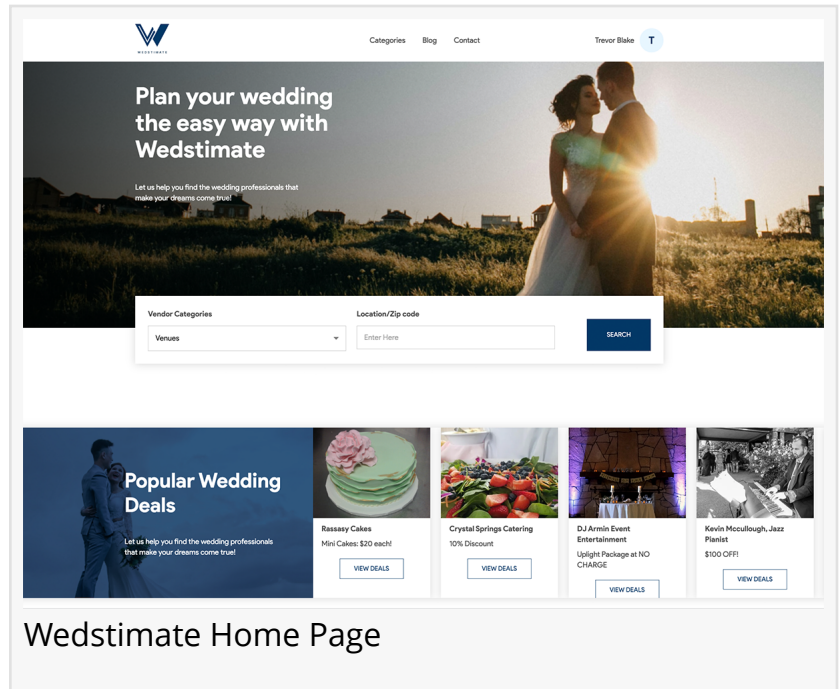 WEDSTIMATE
Categories Blog Contact
Trevor Blake T
Plan your wedding
the easy way with
Wedstimate
Let us help you find the wedding professionals that
make your dreams come true!
Vendor Categories
Location/Zip code
Venues
Enter Here
SEARCH
Popular Wedding
Deals
Let us help you find the wedding professionals
that make your dreams come true!
Rassasy Cakes
Mini Cakes: $20 each!
VIEW DEALS
Crystal Springs Catering
10% Discount
VIEW DEALS
DJ Armin Event
Entertainment
Uplight Package at NO
CHARGE
VIEW DEALS
Kevin Mccullough, Jazz
Pianist
$100 OFF!
VIEW DEALS
Wedstimate Home Page